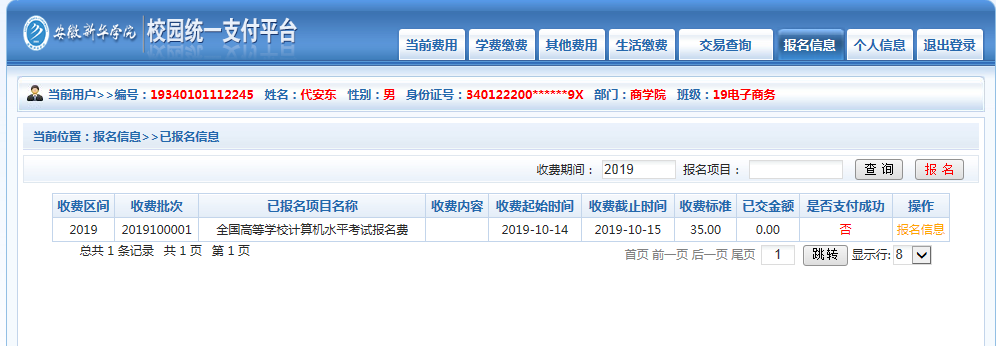 安徽新华学院 校园统一支付平台
当前费用 学费缴费 其他费用 生活缴费 交易查询 报名信息 个人信息 退出登录
当前用户>>编号：19340101112245 姓名：代安东 性别：男 身份证号：340122200******9X 部门：商学院 班级：19电子商务
当前位置：报名信息>>已报名信息
收费期间： 2019 报名项目： 查 询 报 名
收费区间 收费批次 已报名项目名称 收费内容 收费起始时间 收费截止时间 收费标准 已交金额 是否支付成功 操作
2019 2019100001 全国高等学校计算机水平考试报名费 2019-10-14 2019-10-15 35.00 0.00 否 报名信息
总共 1 条记录 共 1 页 第 1 页
首页 前一页 后一页 尾页 1 跳转 显示行: 8